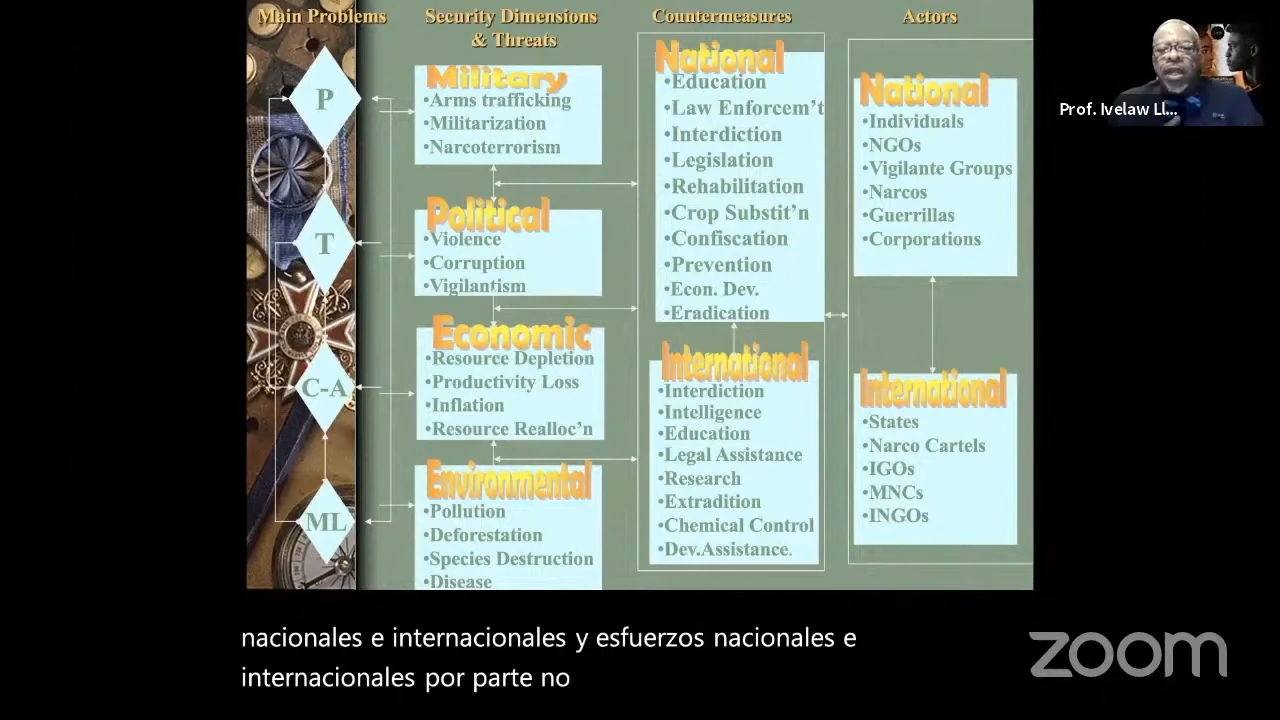 Main Problems
Security Dimensions
& Threats
Countermeasures
Actors
P
T
C-A
ML
Military
•Arms trafficking
•Militarization
•Narcoterrorism
Political
•Violence
•Corruption
•Vigilantism
Economic
•Resource Depletion
•Productivity Loss
•Inflation
•Resource Realloc'n
Environmental
•Pollution
•Deforestation
•Species Destruction
•Disease
National
•Education
•Law Enforcem't
•Interdiction
•Legislation
•Rehabilitation
•Crop Substit'n
•Confiscation
•Prevention
•Econ. Dev.
•Eradication
International
•Interdiction
•Intelligence
•Education
•Legal Assistance
•Research
•Extradition
•Chemical Control
•Dev.Assistance.
National
•Individuals
•NGOs
•Vigilante Groups
•Narcos
•Guerrillas
•Corporations
International
•States
•Narco Cartels
•IGOs
•MNCs
•INGOs
Prof. Ivelaw Ll...
nacionales e internacionales y esfuerzos nacionales e
internacionales por parte no
zoom